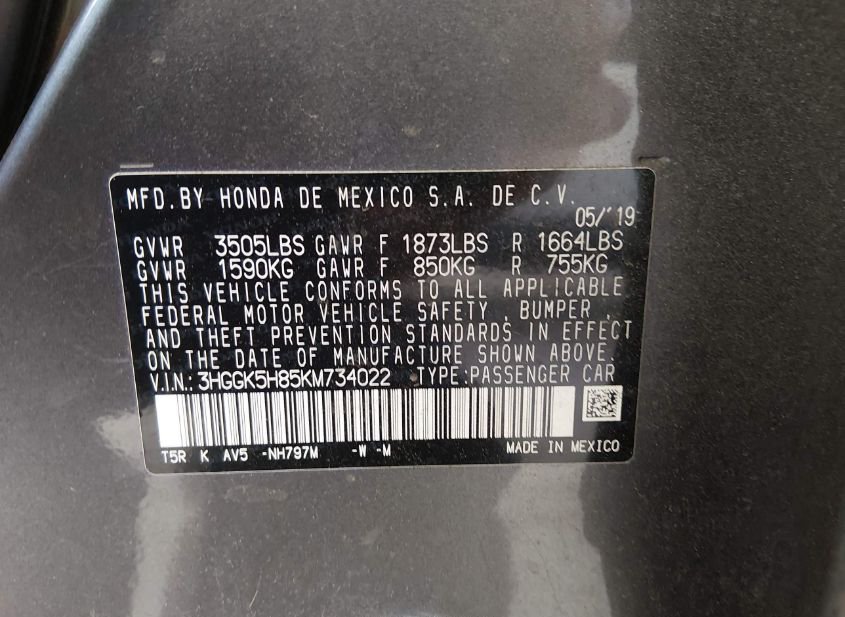 MFD.BY HONDA DE MEXICO S.A. DE C.V.
05/'19
GVWR 3505LBS GAWR F 1873LBS R 1664LBS
GVWR 1590KG GAWR F 850KG R 755KG
THIS VEHICLE CONFORMS TO ALL APPLICABLE
FEDERAL MOTOR VEHICLE SAFETY, BUMPER,
AND THEFT PREVENTION STANDARDS IN EFFECT
ON THE DATE OF MANUFACTURE SHOWN ABOVE.
V.I.N.: 3HGGK5H85KM734022 TYPE:PASSENGER CAR
T5R K AV5 -NH797M -W -M
MADE IN MEXICO